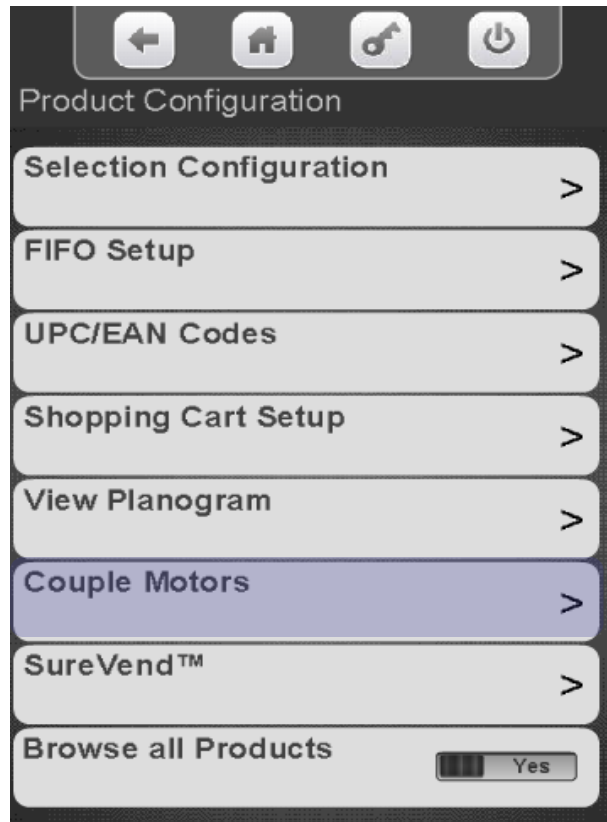 Product Configuration
Selection Configuration
>
FIFO Setup
>
UPC/EAN Codes
>
Shopping Cart Setup
>
View Planogram
>
Couple Motors
>
SureVend™
>
Browse all Products
Yes